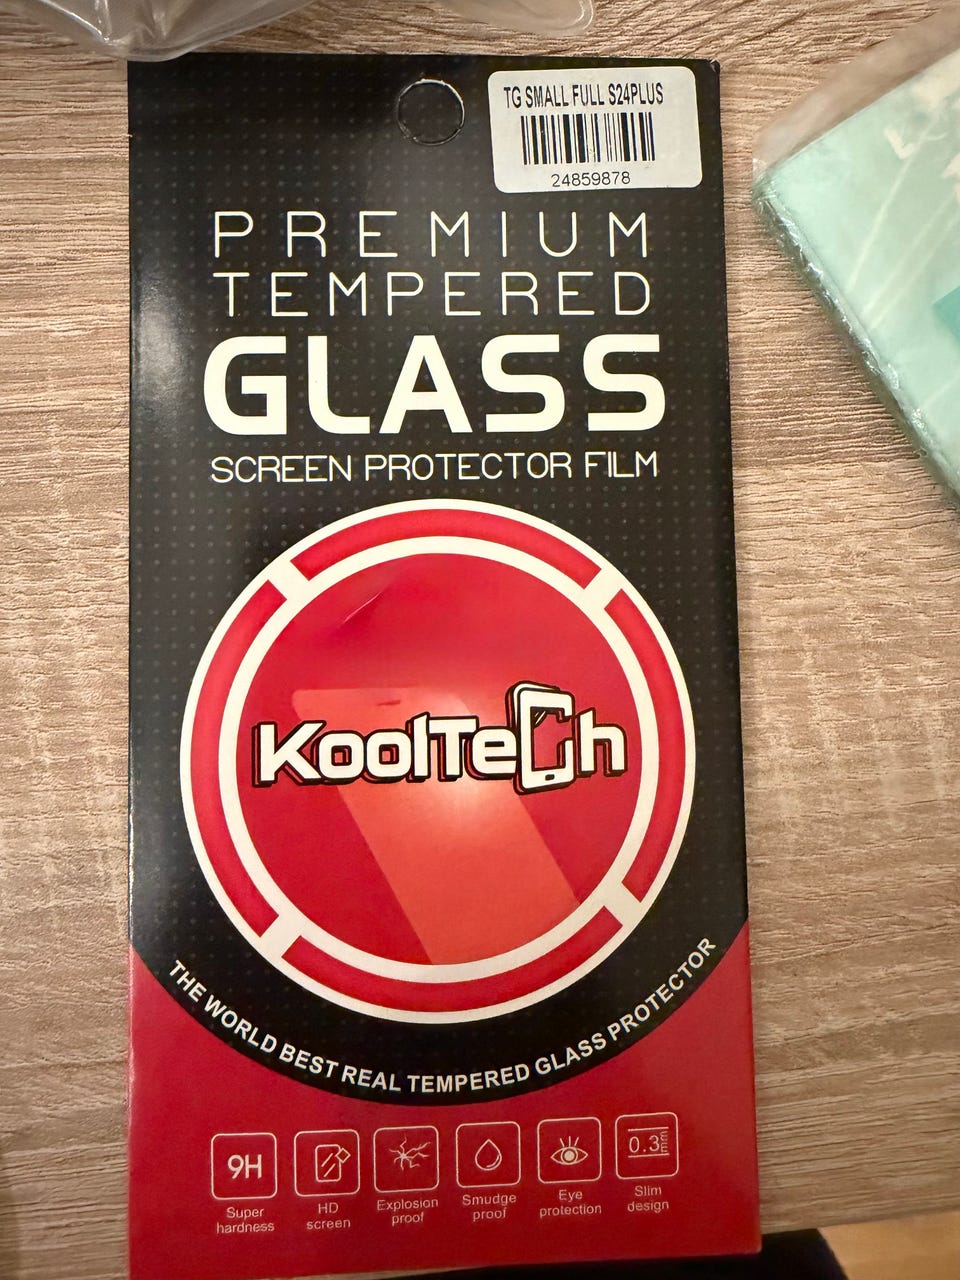 TG SMALL FULL S24PLUS
24859878
PREMIUM
TEMPERED
GLASS
SCREEN PROTECTOR FILM
KoolTech
THE WORLD BEST REAL TEMPERED GLASS PROTECTOR
9H
Super
hardness
HD
screen
Explosion
proof
Smudge
proof
Eye
protection
0.3mm
Slim
design